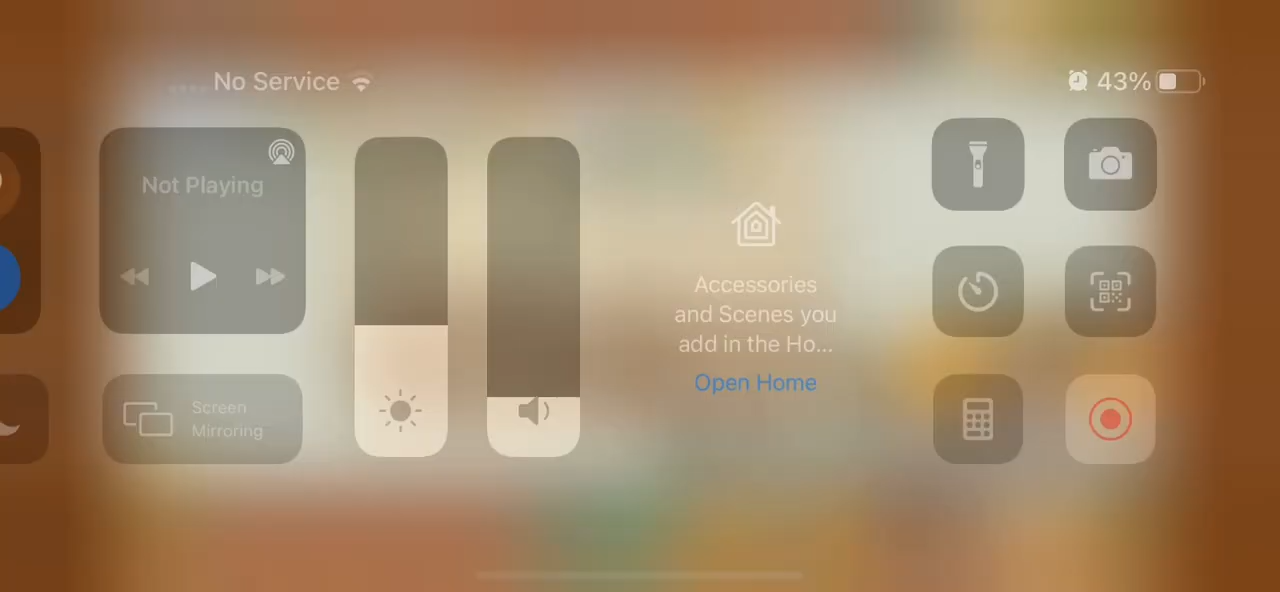 No Service
43%
Not Playing
Accessories
and Scenes you
add in the Ho...
Open Home
Screen
Mirroring